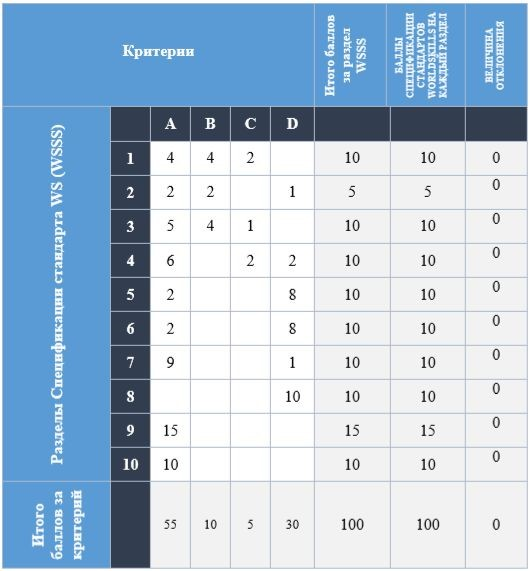 Критерии
Итого баллов
за раздел
WSSS
БАЛЛЫ
СПЕЦИФИКАЦИИ
СТАНДАРТОВ
WORLDSKILLS НА
КАЖДЫЙ РАЗДЕЛ
ВЕЛИЧИНА
ОТКЛОНЕНИЯ
Разделы Спецификации стандарта WS (WSSS)
A B C D
1 4 4 2 10 10 0
2 2 2 1 5 5 0
3 5 4 1 10 10 0
4 6 2 2 10 10 0
5 2 8 10 10 0
6 2 8 10 10 0
7 9 1 10 10 0
8 10 10 10 0
9 15 15 15 0
10 10 10 10 0
Итого
баллов за
критерий
55 10 5 30 100 100 0